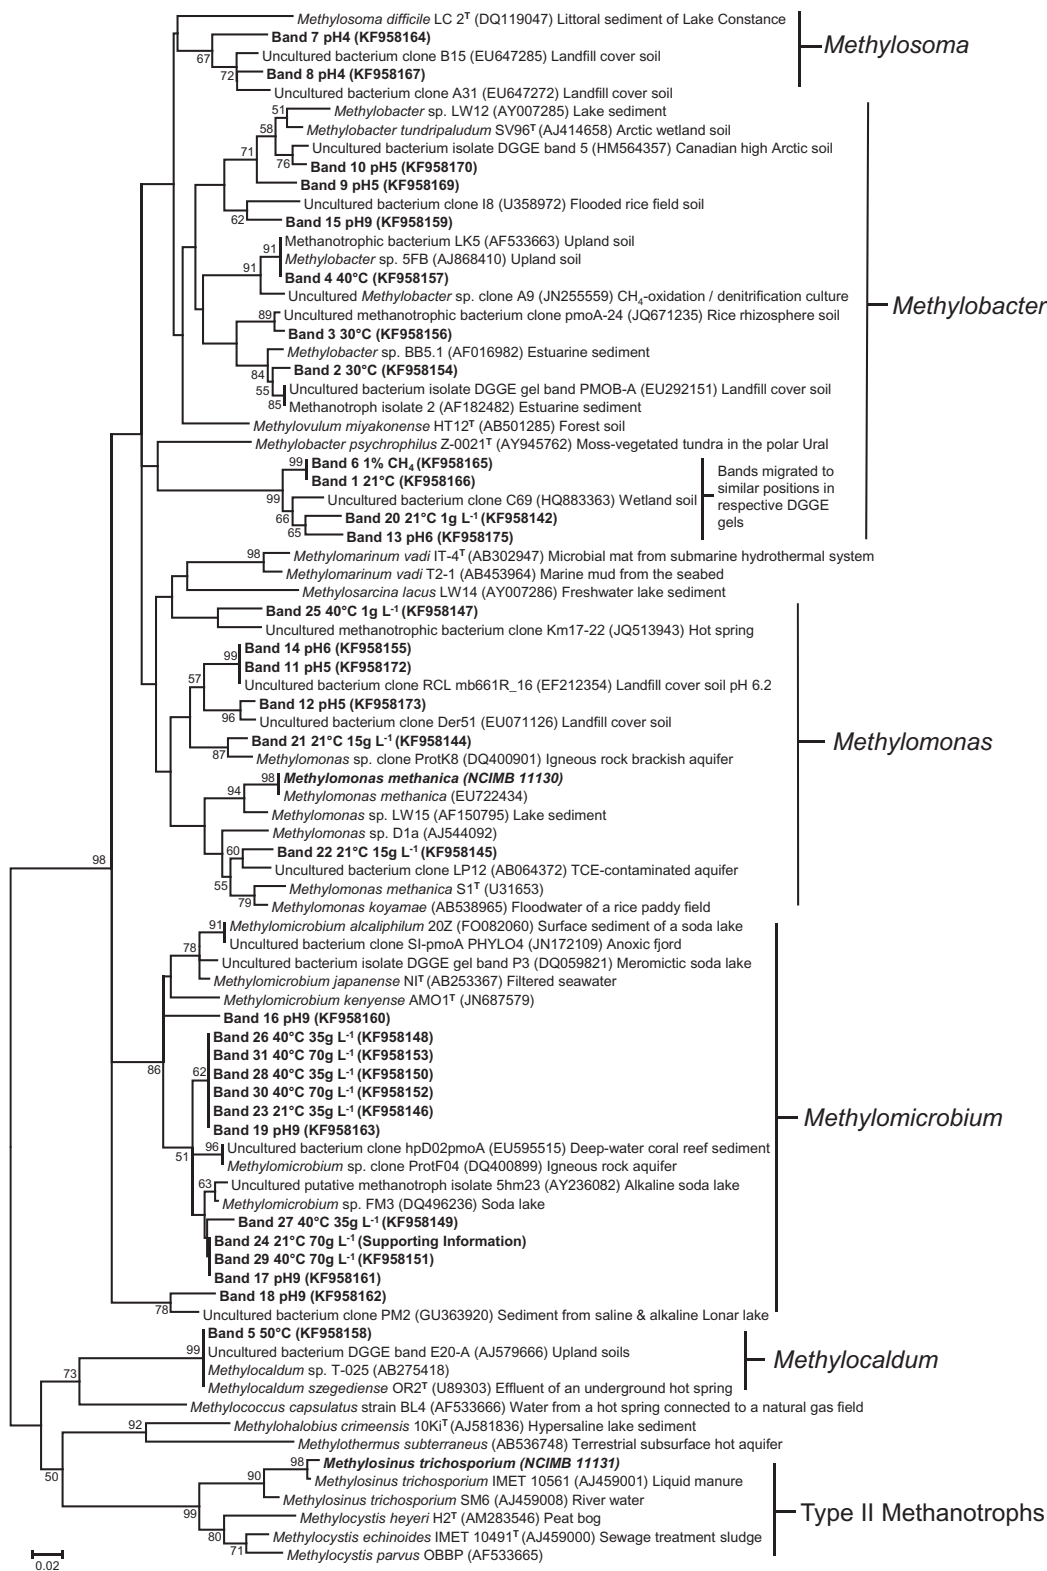 Methylosoma difficile LC 2ᵀ (DQ119047) Littoral sediment of Lake Constance
Band 7 pH4 (KF958164)
67
Uncultured bacterium clone B15 (EU647285) Landfill cover soil
72
Band 8 pH4 (KF958167)
Uncultured bacterium clone A31 (EU647272) Landfill cover soil
Methylosoma
51
Methylobacter sp. LW12 (AY007285) Lake sediment
58
Methylobacter tundripaludum SV96ᵀ (AJ414658) Arctic wetland soil
71
Uncultured bacterium isolate DGGE band 5 (HM564357) Canadian high Arctic soil
76
Band 10 pH5 (KF958170)
Band 9 pH5 (KF958169)
Uncultured bacterium clone I8 (U358972) Flooded rice field soil
62
Band 15 pH9 (KF958159)
Methanotrophic bacterium LK5 (AF533663) Upland soil
91
Methylobacter sp. 5FB (AJ868410) Upland soil
91
Band 4 40°C (KF958157)
Uncultured Methylobacter sp. clone A9 (JN255559) CH₄-oxidation / denitrification culture
89
Uncultured methanotrophic bacterium clone pmoA-24 (JQ671235) Rice rhizosphere soil
Band 3 30°C (KF958156)
Methylobacter sp. BB5.1 (AF016982) Estuarine sediment
84
Band 2 30°C (KF958154)
55
Uncultured bacterium isolate DGGE gel band PMOB-A (EU292151) Landfill cover soil
85
Methanotroph isolate 2 (AF182482) Estuarine sediment
Methylovulum miyakonense HT12ᵀ (AB501285) Forest soil
Methylobacter psychrophilus Z-0021ᵀ (AY945762) Moss-vegetated tundra in the polar Ural
99
Band 6 1% CH₄ (KF958165)
Band 1 21°C (KF958166)
99
Uncultured bacterium clone C69 (HQ883363) Wetland soil
66
Band 20 21°C 1g L⁻¹ (KF958142)
65
Band 13 pH6 (KF958175)
Bands migrated to
similar positions in
respective DGGE
gels
Methylobacter
98
Methylomarinum vadi IT-4ᵀ (AB302947) Microbial mat from submarine hydrothermal system
Methylomarinum vadi T2-1 (AB453964) Marine mud from the seabed
Methylosarcina lacus LW14 (AY007286) Freshwater lake sediment
Band 25 40°C 1g L⁻¹ (KF958147)
Uncultured methanotrophic bacterium clone Km17-22 (JQ513943) Hot spring
99
Band 14 pH6 (KF958155)
Band 11 pH5 (KF958172)
57
Uncultured bacterium clone RCL mb661R_16 (EF212354) Landfill cover soil pH 6.2
Band 12 pH5 (KF958173)
96
Uncultured bacterium clone Der51 (EU071126) Landfill cover soil
Band 21 21°C 15g L⁻¹ (KF958144)
87
Methylomonas sp. clone ProtK8 (DQ400901) Igneous rock brackish aquifer
98
Methylomonas methanica (NCIMB 11130)
94
Methylomonas methanica (EU722434)
Methylomonas sp. LW15 (AF150795) Lake sediment
Methylomonas sp. D1a (AJ544092)
60
Band 22 21°C 15g L⁻¹ (KF958145)
Uncultured bacterium clone LP12 (AB064372) TCE-contaminated aquifer
55
Methylomonas methanica S1ᵀ (U31653)
79
Methylomonas koyamae (AB538965) Floodwater of a rice paddy field
Methylomonas
98
91
Methylomicrobium alcaliphilum 20Z (FO082060) Surface sediment of a soda lake
78
Uncultured bacterium clone SI-pmoA PHYLO4 (JN172109) Anoxic fjord
Uncultured bacterium isolate DGGE gel band P3 (DQ059821) Meromictic soda lake
Methylomicrobium japanense NIᵀ (AB253367) Filtered seawater
Methylomicrobium kenyense AMO1ᵀ (JN687579)
Band 16 pH9 (KF958160)
Band 26 40°C 35g L⁻¹ (KF958148)
Band 31 40°C 70g L⁻¹ (KF958153)
86
62
Band 28 40°C 35g L⁻¹ (KF958150)
Band 30 40°C 70g L⁻¹ (KF958152)
Band 23 21°C 35g L⁻¹ (KF958146)
Band 19 pH9 (KF958163)
96
Uncultured bacterium clone hpD02pmoA (EU595515) Deep-water coral reef sediment
51
Methylomicrobium sp. clone ProtF04 (DQ400899) Igneous rock aquifer
63
Uncultured putative methanotroph isolate 5hm23 (AY236082) Alkaline soda lake
Methylomicrobium sp. FM3 (DQ496236) Soda lake
Band 27 40°C 35g L⁻¹ (KF958149)
Band 24 21°C 70g L⁻¹ (Supporting Information)
Band 29 40°C 70g L⁻¹ (KF958151)
Band 17 pH9 (KF958161)
Band 18 pH9 (KF958162)
78
Uncultured bacterium clone PM2 (GU363920) Sediment from saline & alkaline Lonar lake
Methylomicrobium
Band 5 50°C (KF958158)
99
Uncultured bacterium DGGE band E20-A (AJ579666) Upland soils
73
Methylocaldum sp. T-025 (AB275418)
Methylocaldum szegediense OR2ᵀ (U89303) Effluent of an underground hot spring
Methylocaldum
Methylococcus capsulatus strain BL4 (AF533666) Water from a hot spring connected to a natural gas field
92
Methylohalobius crimeensis 10Kiᵀ (AJ581836) Hypersaline lake sediment
Methylothermus subterraneus (AB536748) Terrestrial subsurface hot aquifer
50
98
Methylosinus trichosporium (NCIMB 11131)
90
Methylosinus trichosporium IMET 10561 (AJ459001) Liquid manure
Methylosinus trichosporium SM6 (AJ459008) River water
99
Methylocystis heyeri H2ᵀ (AM283546) Peat bog
80
Methylocystis echinoides IMET 10491ᵀ (AJ459000) Sewage treatment sludge
71
Methylocystis parvus OBBP (AF533665)
Type II Methanotrophs
0.02